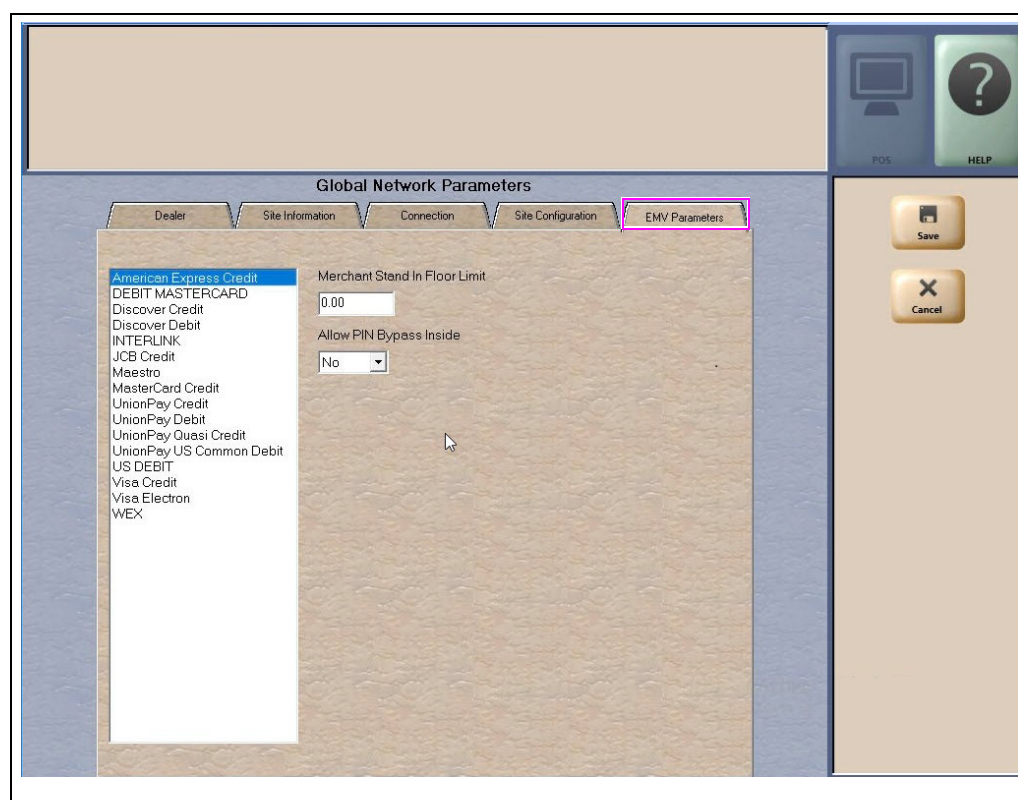 POS
HELP
Global Network Parameters
Dealer
Site Information
Connection
Site Configuration
EMV Parameters
Save
Cancel
American Express Credit
DEBIT MASTERCARD
Discover Credit
Discover Debit
INTERLINK
JCB Credit
Maestro
MasterCard Credit
UnionPay Credit
UnionPay Debit
UnionPay Quasi Credit
UnionPay US Common Debit
US DEBIT
Visa Credit
Visa Electron
WEX
Merchant Stand In Floor Limit
0.00
Allow PIN Bypass Inside
No